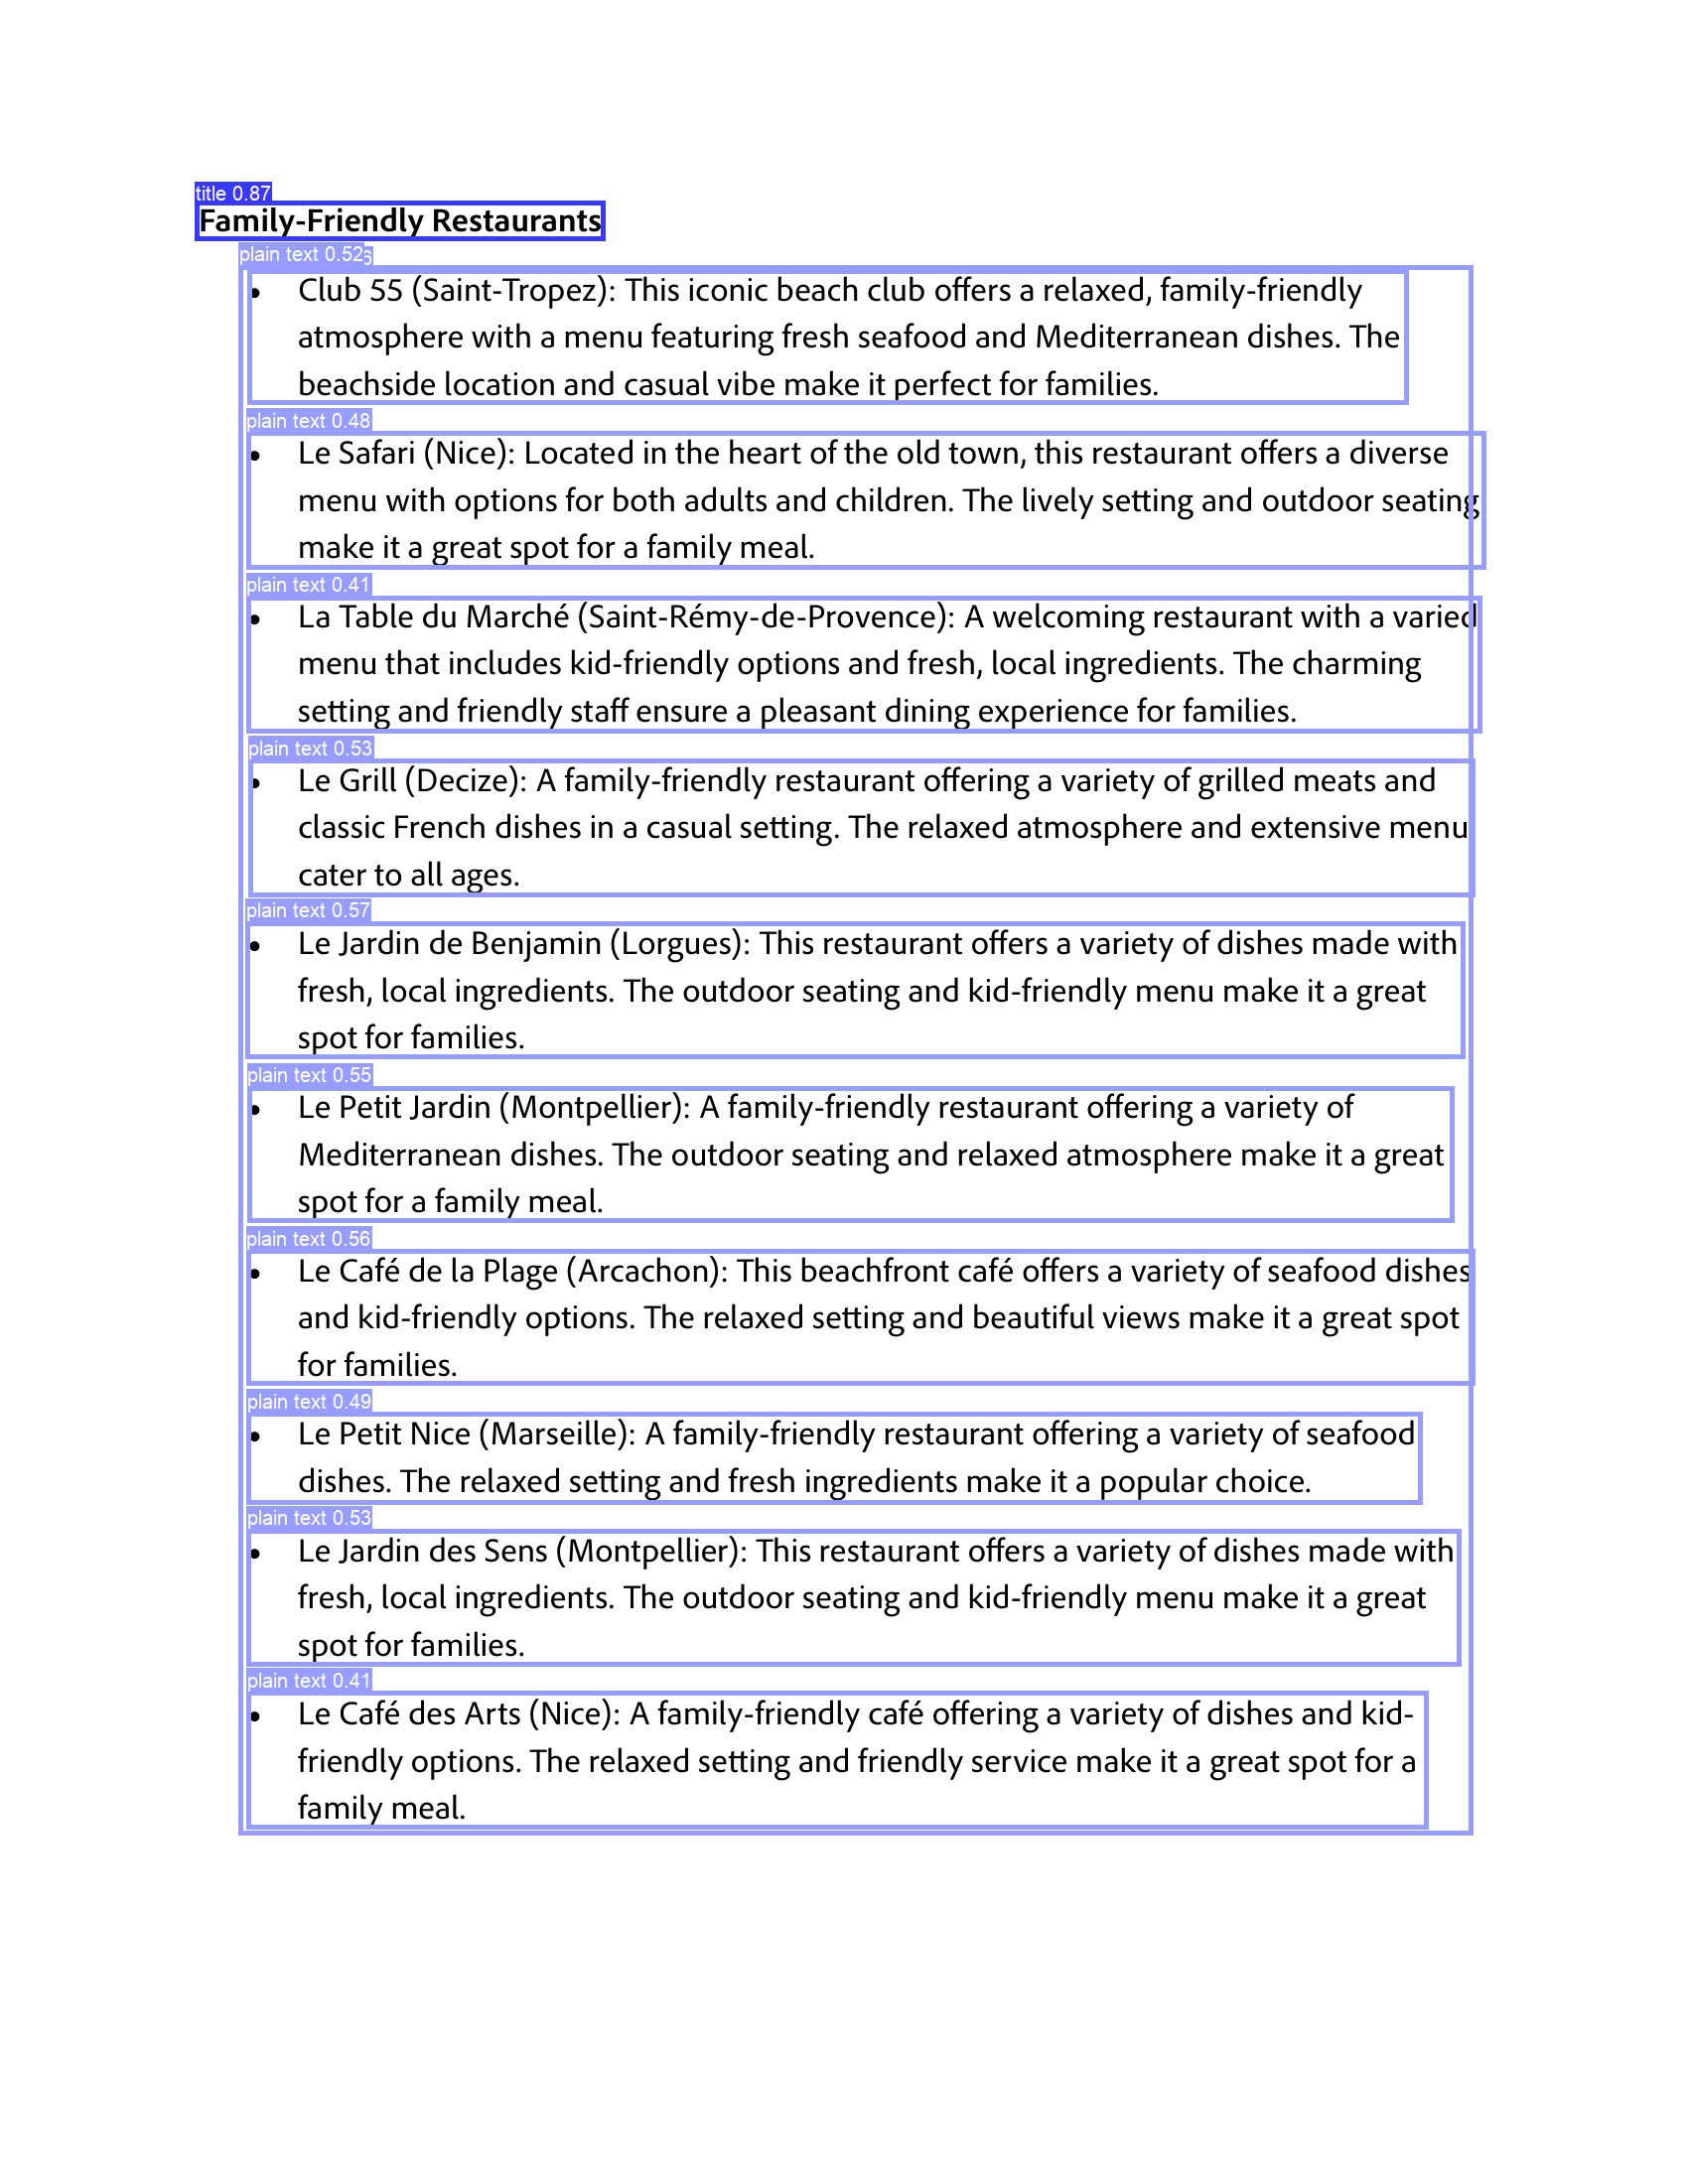 title 0.87
Family-Friendly Restaurants
plain text 0.52
• Club 55 (Saint-Tropez): This iconic beach club offers a relaxed, family-friendly
atmosphere with a menu featuring fresh seafood and Mediterranean dishes. The
beachside location and casual vibe make it perfect for families.
plain text 0.48
• Le Safari (Nice): Located in the heart of the old town, this restaurant offers a diverse
menu with options for both adults and children. The lively setting and outdoor seating
make it a great spot for a family meal.
plain text 0.41
• La Table du Marché (Saint-Rémy-de-Provence): A welcoming restaurant with a varied
menu that includes kid-friendly options and fresh, local ingredients. The charming
setting and friendly staff ensure a pleasant dining experience for families.
plain text 0.53
• Le Grill (Decize): A family-friendly restaurant offering a variety of grilled meats and
classic French dishes in a casual setting. The relaxed atmosphere and extensive menu
cater to all ages.
plain text 0.57
• Le Jardin de Benjamin (Lorgues): This restaurant offers a variety of dishes made with
fresh, local ingredients. The outdoor seating and kid-friendly menu make it a great
spot for families.
plain text 0.55
• Le Petit Jardin (Montpellier): A family-friendly restaurant offering a variety of
Mediterranean dishes. The outdoor seating and relaxed atmosphere make it a great
spot for a family meal.
plain text 0.56
• Le Café de la Plage (Arcachon): This beachfront café offers a variety of seafood dishes
and kid-friendly options. The relaxed setting and beautiful views make it a great spot
for families.
plain text 0.49
• Le Petit Nice (Marseille): A family-friendly restaurant offering a variety of seafood
dishes. The relaxed setting and fresh ingredients make it a popular choice.
plain text 0.53
• Le Jardin des Sens (Montpellier): This restaurant offers a variety of dishes made with
fresh, local ingredients. The outdoor seating and kid-friendly menu make it a great
spot for families.
plain text 0.41
• Le Café des Arts (Nice): A family-friendly café offering a variety of dishes and kid-
friendly options. The relaxed setting and friendly service make it a great spot for a
family meal.